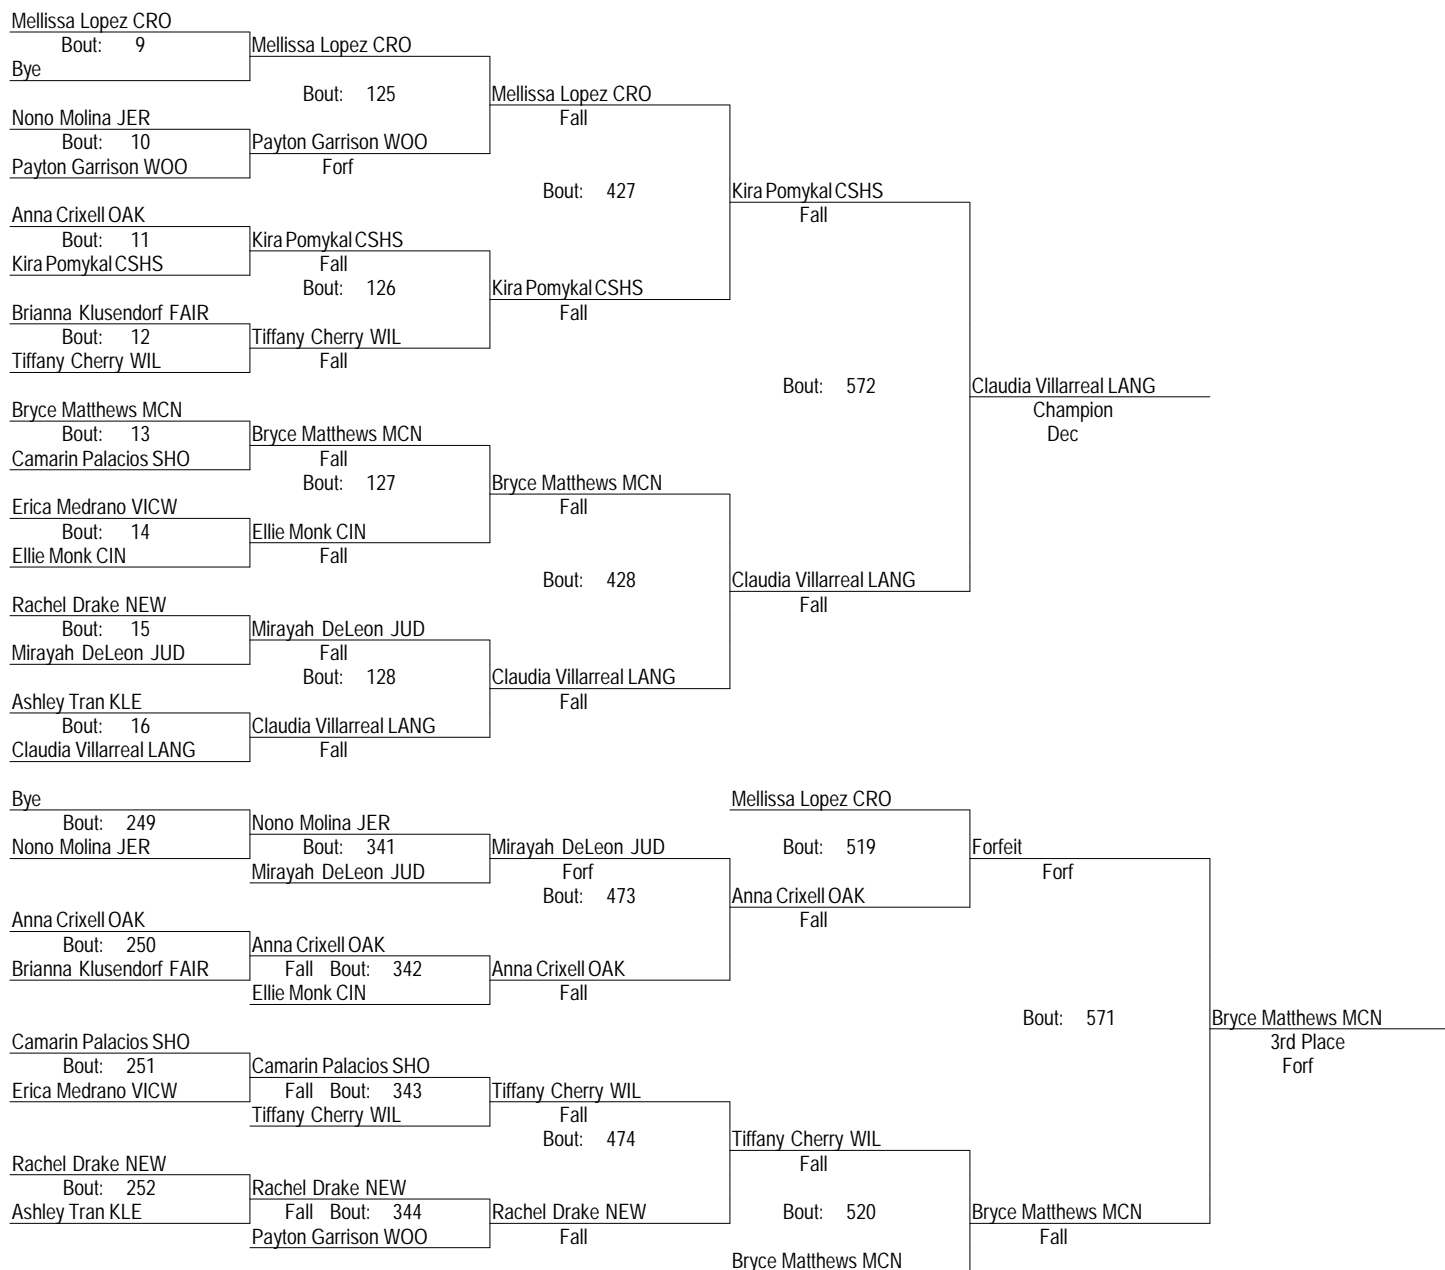 Mellissa Lopez CRO
Bout: 9
Mellissa Lopez CRO
Bye
Bout: 125
Mellissa Lopez CRO
Nono Molina JER
Fall
Bout: 10
Payton Garrison WOO
Payton Garrison WOO
Forf
Bout: 427
Kira Pomykal CSHS
Anna Crixell OAK
Fall
Bout: 11
Kira Pomykal CSHS
Kira Pomykal CSHS
Fall
Bout: 126
Kira Pomykal CSHS
Brianna Klusendorf FAIR
Fall
Bout: 12
Tiffany Cherry WIL
Tiffany Cherry WIL
Fall
Bout: 572
Claudia Villarreal LANG
Bryce Matthews MCN
Champion
Bout: 13
Bryce Matthews MCN
Dec
Camarin Palacios SHO
Fall
Bout: 127
Bryce Matthews MCN
Erica Medrano VICW
Fall
Bout: 14
Ellie Monk CIN
Ellie Monk CIN
Fall
Bout: 428
Claudia Villarreal LANG
Rachel Drake NEW
Fall
Bout: 15
Mirayah DeLeon JUD
Mirayah DeLeon JUD
Fall
Bout: 128
Claudia Villarreal LANG
Ashley Tran KLE
Fall
Bout: 16
Claudia Villarreal LANG
Claudia Villarreal LANG
Fall
Bye
Mellissa Lopez CRO
Bout: 249
Nono Molina JER
Nono Molina JER
Bout: 341
Mirayah DeLeon JUD
Bout: 519
Forfeit
Mirayah DeLeon JUD
Forf
Forf
Bout: 473
Anna Crixell OAK
Anna Crixell OAK
Fall
Bout: 250
Anna Crixell OAK
Brianna Klusendorf FAIR
Fall Bout: 342
Anna Crixell OAK
Ellie Monk CIN
Fall
Bout: 571
Bryce Matthews MCN
Camarin Palacios SHO
3rd Place
Bout: 251
Camarin Palacios SHO
Forf
Erica Medrano VICW
Fall Bout: 343
Tiffany Cherry WIL
Tiffany Cherry WIL
Fall
Bout: 474
Tiffany Cherry WIL
Rachel Drake NEW
Fall
Bout: 252
Rachel Drake NEW
Ashley Tran KLE
Fall Bout: 344
Rachel Drake NEW
Bout: 520
Bryce Matthews MCN
Payton Garrison WOO
Fall
Fall
Bryce Matthews MCN